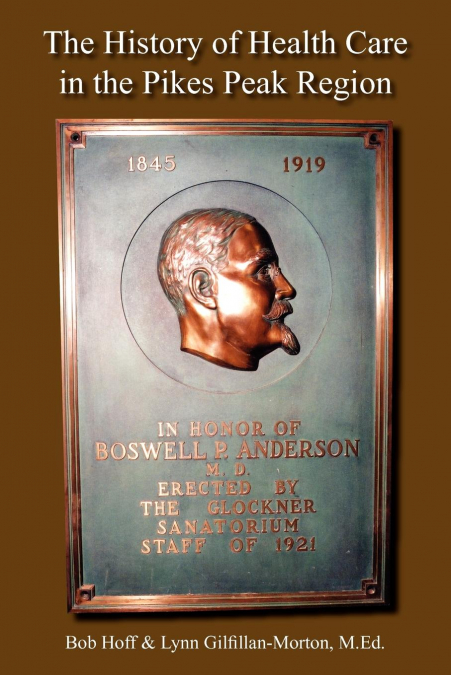 The History of Health Care
in the Pikes Peak Region
1845 1919
IN HONOR OF
BOSWELL P. ANDERSON
M. D.
ERECTED BY
THE GLOCKNER
SANATORIUM
STAFF OF 1921
Bob Hoff & Lynn Gilfillan-Morton, M.Ed.